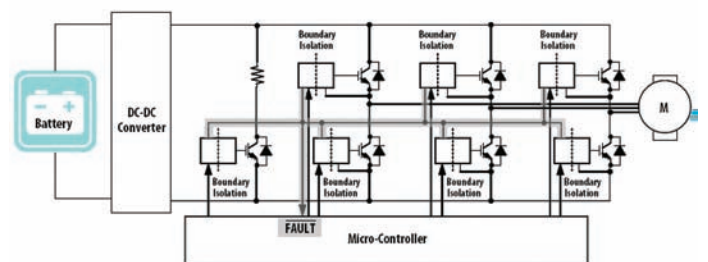 Boundary
Isolation
Boundary
Isolation
Boundary
Isolation
DC-DC
Converter
Battery
M
Boundary
Isolation
Boundary
Isolation
Boundary
Isolation
Boundary
Isolation
FAULT
Micro-Controller